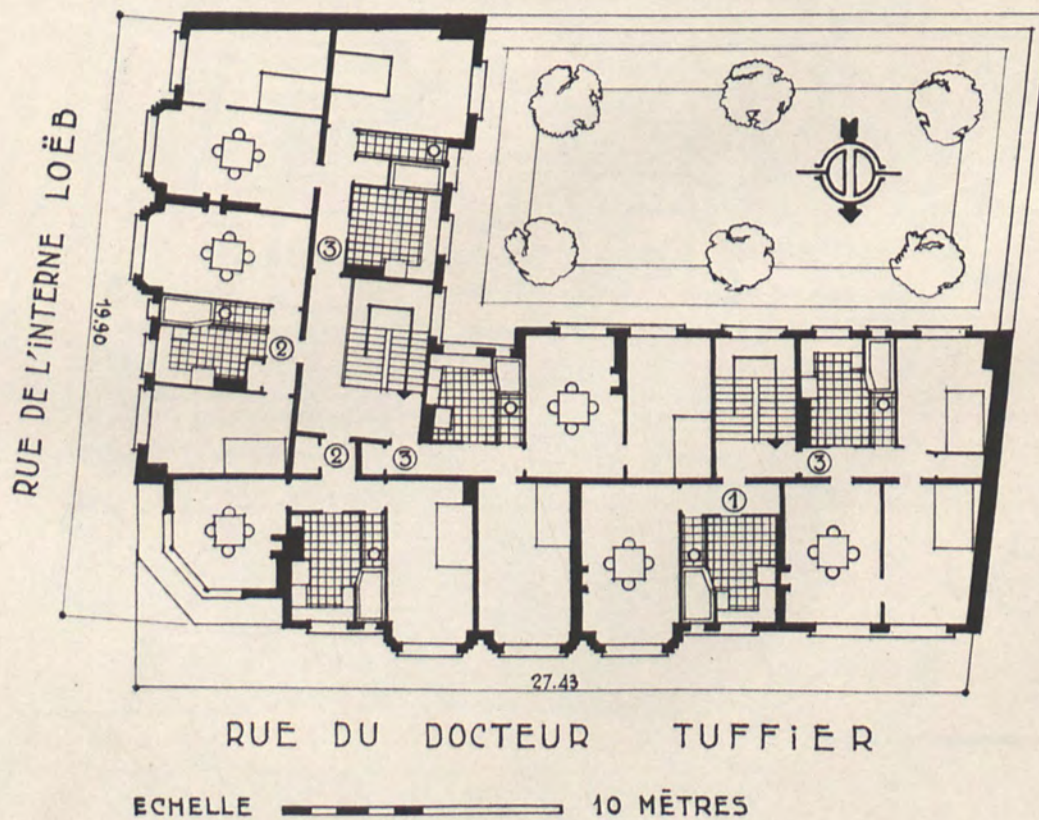 N
RUE DE L'INTERNE LOËB
19.90
3
2
2
3
3
1
27.43
RUE DU DOCTEUR TUFFiER
ECHELLE 10 MÈTRES